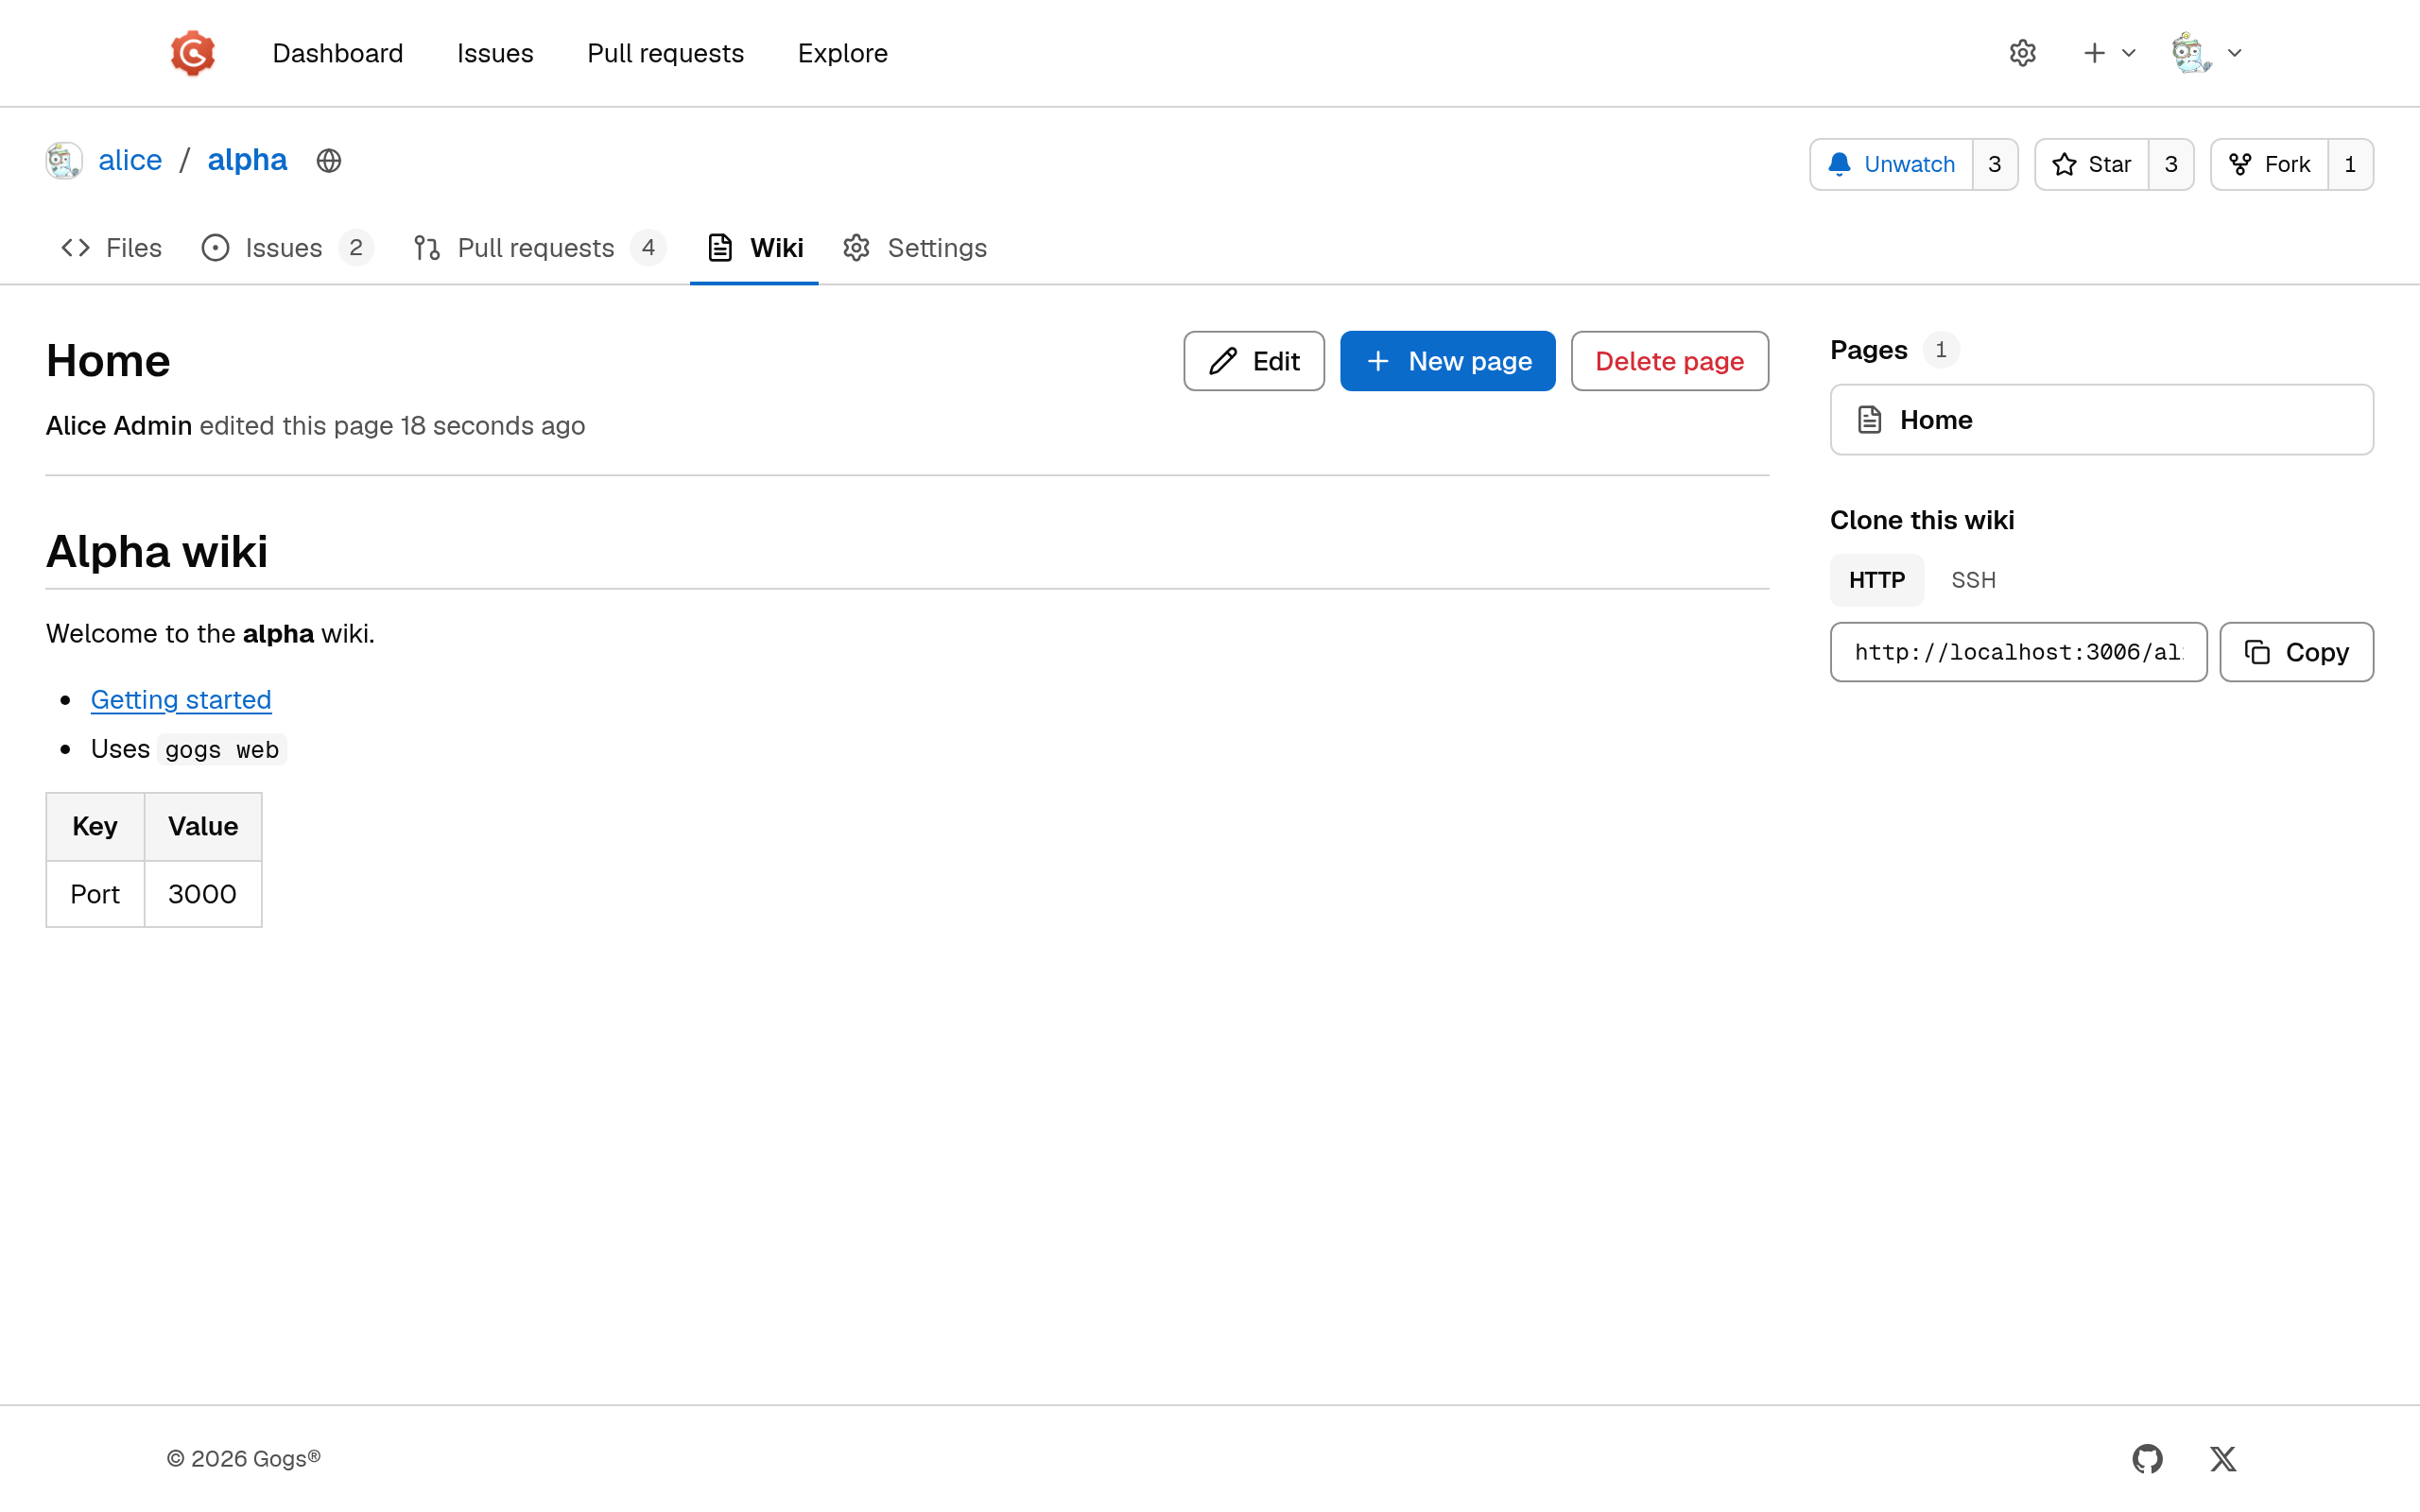 Dashboard Issues Pull requests Explore
alice / alpha
Unwatch 3 Star 3 Fork 1
Files Issues 2 Pull requests 4 Wiki Settings
Home
Edit New page Delete page
Alice Admin edited this page 18 seconds ago
Alpha wiki
Welcome to the alpha wiki.
Getting started
Uses gogs web
Key Value
Port 3000
Pages 1
Home
Clone this wiki
HTTP SSH
http://localhost:3006/al
Copy
© 2026 Gogs®